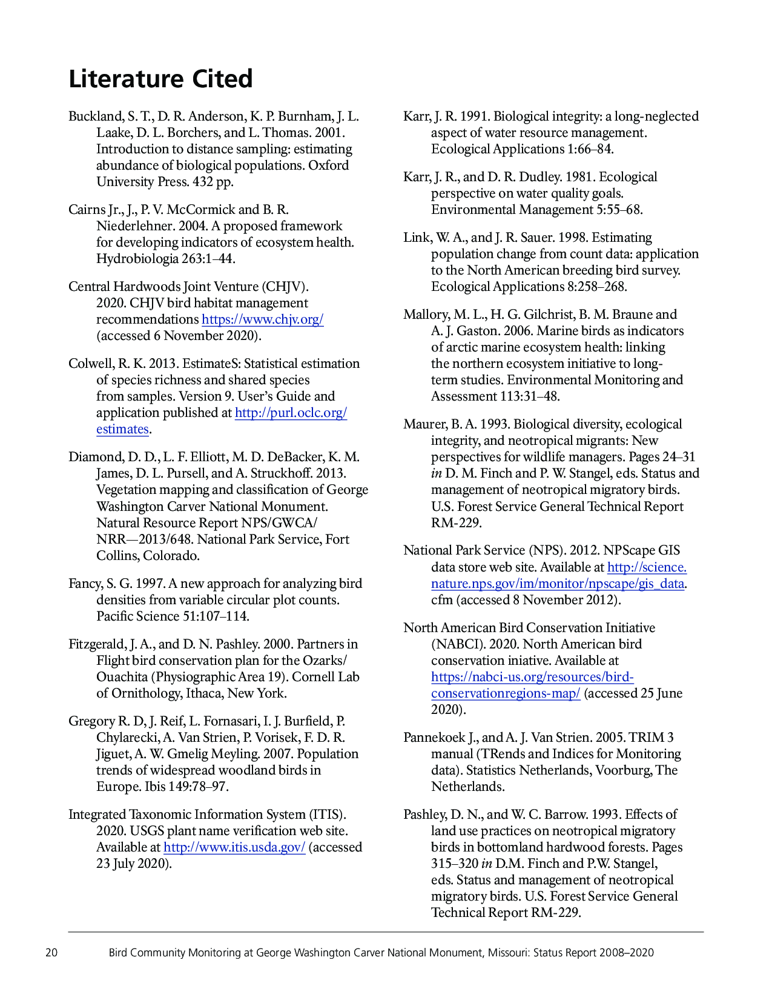 Literature Cited
Buckland, S. T., D. R. Anderson, K. P. Burnham, J. L.
Laake, D. L. Borchers, and L. Thomas. 2001.
Introduction to distance sampling: estimating
abundance of biological populations. Oxford
University Press. 432 pp.
Cairns Jr., J., P. V. McCormick and B. R.
Niederlehner. 2004. A proposed framework
for developing indicators of ecosystem health.
Hydrobiologia 263:1–44.
Central Hardwoods Joint Venture (CHJV).
2020. CHJV bird habitat management
recommendations https://www.chjv.org/
(accessed 6 November 2020).
Colwell, R. K. 2013. EstimateS: Statistical estimation
of species richness and shared species
from samples. Version 9. User’s Guide and
application published at http://purl.oclc.org/
estimates.
Diamond, D. D., L. F. Elliott, M. D. DeBacker, K. M.
James, D. L. Pursell, and A. Struckhoff. 2013.
Vegetation mapping and classification of George
Washington Carver National Monument.
Natural Resource Report NPS/GWCA/
NRR—2013/648. National Park Service, Fort
Collins, Colorado.
Fancy, S. G. 1997. A new approach for analyzing bird
densities from variable circular plot counts.
Pacific Science 51:107–114.
Fitzgerald, J. A., and D. N. Pashley. 2000. Partners in
Flight bird conservation plan for the Ozarks/
Ouachita (Physiographic Area 19). Cornell Lab
of Ornithology, Ithaca, New York.
Gregory R. D, J. Reif, L. Fornasari, I. J. Burfield, P.
Chylarecki, A. Van Strien, P. Vorisek, F. D. R.
Jiguet, A. W. Gmelig Meyling. 2007. Population
trends of widespread woodland birds in
Europe. Ibis 149:78–97.
Integrated Taxonomic Information System (ITIS).
2020. USGS plant name verification web site.
Available at http://www.itis.usda.gov/ (accessed
23 July 2020).
Karr, J. R. 1991. Biological integrity: a long-neglected
aspect of water resource management.
Ecological Applications 1:66–84.
Karr, J. R., and D. R. Dudley. 1981. Ecological
perspective on water quality goals.
Environmental Management 5:55–68.
Link, W. A., and J. R. Sauer. 1998. Estimating
population change from count data: application
to the North American breeding bird survey.
Ecological Applications 8:258–268.
Mallory, M. L., H. G. Gilchrist, B. M. Braune and
A. J. Gaston. 2006. Marine birds as indicators
of arctic marine ecosystem health: linking
the northern ecosystem initiative to long-
term studies. Environmental Monitoring and
Assessment 113:31–48.
Maurer, B. A. 1993. Biological diversity, ecological
integrity, and neotropical migrants: New
perspectives for wildlife managers. Pages 24–31
in D. M. Finch and P. W. Stangel, eds. Status and
management of neotropical migratory birds.
U.S. Forest Service General Technical Report
RM-229.
National Park Service (NPS). 2012. NPScape GIS
data store web site. Available at http://science.
nature.nps.gov/im/monitor/npscape/gis_data.
cfm (accessed 8 November 2012).
North American Bird Conservation Initiative
(NABCI). 2020. North American bird
conservation iniative. Available at
https://nabci-us.org/resources/bird-
conservationregions-map/ (accessed 25 June
2020).
Pannekoek J., and A. J. Van Strien. 2005. TRIM 3
manual (TRends and Indices for Monitoring
data). Statistics Netherlands, Voorburg, The
Netherlands.
Pashley, D. N., and W. C. Barrow. 1993. Effects of
land use practices on neotropical migratory
birds in bottomland hardwood forests. Pages
315–320 in D.M. Finch and P.W. Stangel,
eds. Status and management of neotropical
migratory birds. U.S. Forest Service General
Technical Report RM-229.
20 Bird Community Monitoring at George Washington Carver National Monument, Missouri: Status Report 2008–2020